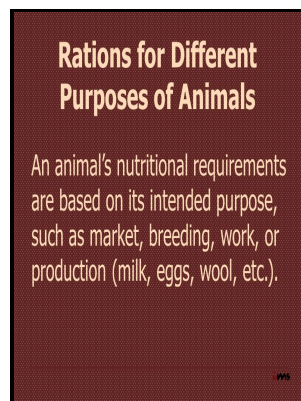 Rations for Different
Purposes of Animals
An animal's nutritional requirements
are based on its intended purpose,
such as market, breeding, work, or
production (milk, eggs, wool, etc.).